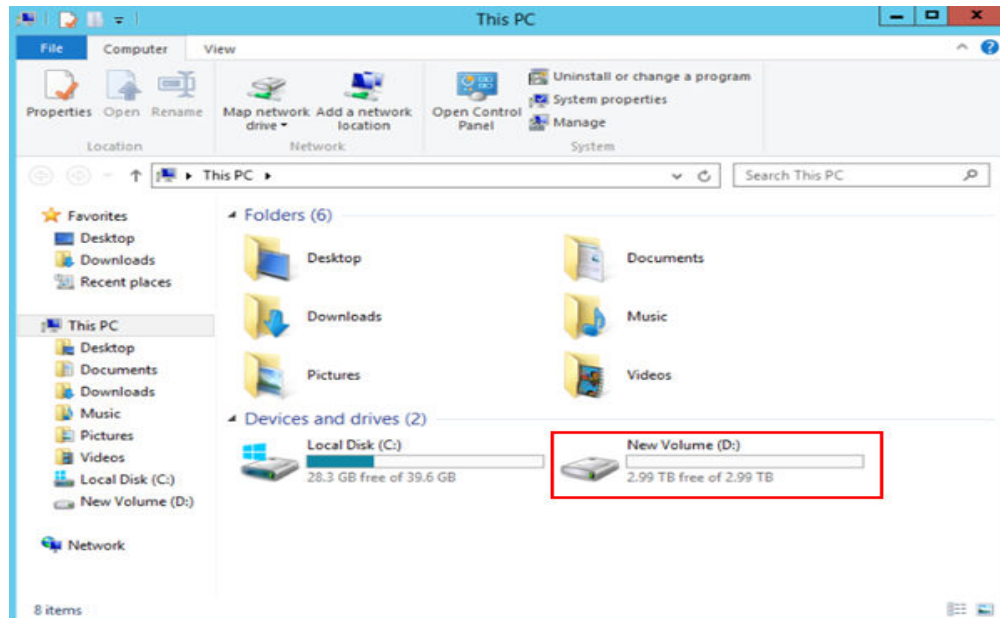 This PC
File Computer View
Properties Open Rename
Location
Map network drive Add a network location
Network
Open Control Panel
Uninstall or change a program
System properties
Manage
System
This PC
Search This PC
Favorites
Desktop
Downloads
Recent places
This PC
Desktop
Documents
Downloads
Music
Pictures
Videos
Local Disk (C:)
New Volume (D:)
Network
Folders (6)
Desktop
Documents
Downloads
Music
Pictures
Videos
Devices and drives (2)
Local Disk (C:)
28.3 GB free of 39.6 GB
New Volume (D:)
2.99 TB free of 2.99 TB
8 items